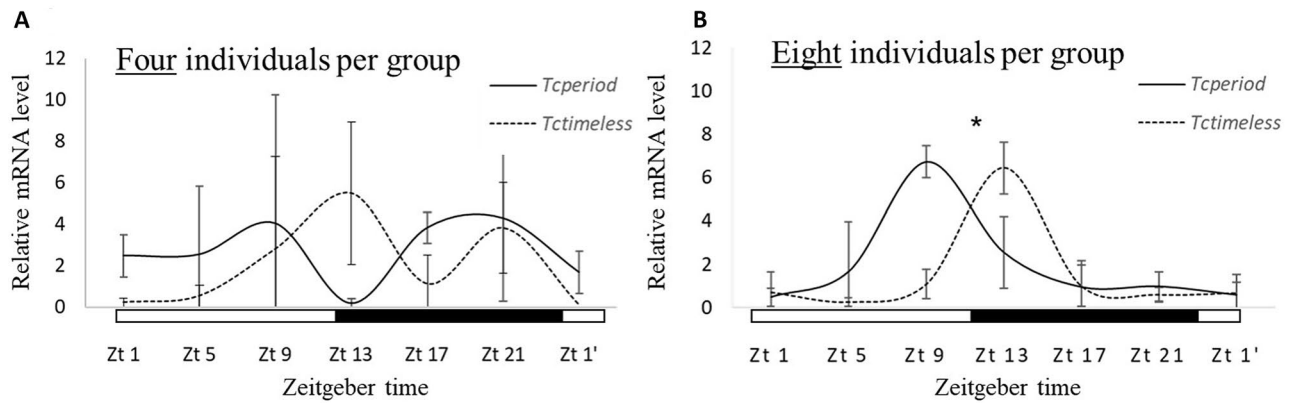 A
Four individuals per group
Relative mRNA level
12
10
8
6
4
2
0
Tcperiod
Tctimeless
Zt 1 Zt 5 Zt 9 Zt 13 Zt 17 Zt 21 Zt 1'
Zeitgeber time
B
Eight individuals per group
Relative mRNA level
12
10
8
6
4
2
0
Tcperiod
Tctimeless
*
Zt 1 Zt 5 Zt 9 Zt 13 Zt 17 Zt 21 Zt 1'
Zeitgeber time